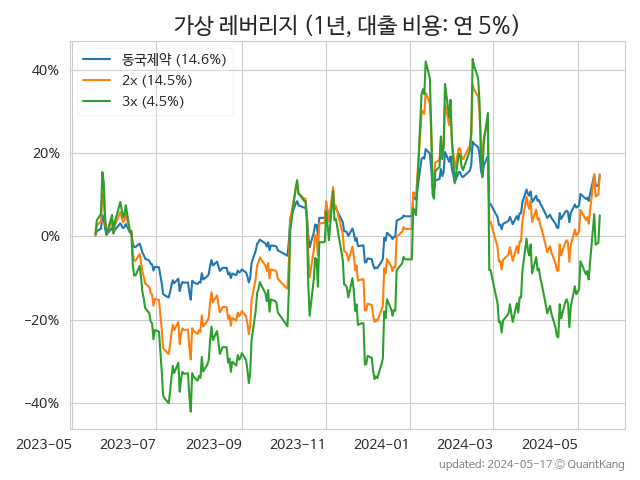 가상 레버리지 (1년, 대출 비용: 연 5%)
동국제약 (14.6%)
2x (14.5%)
3x (4.5%)
40%
20%
0%
−20%
−40%
2023-05 2023-07 2023-09 2023-11 2024-01 2024-03 2024-05
updated: 2024-05-17 © QuantKang